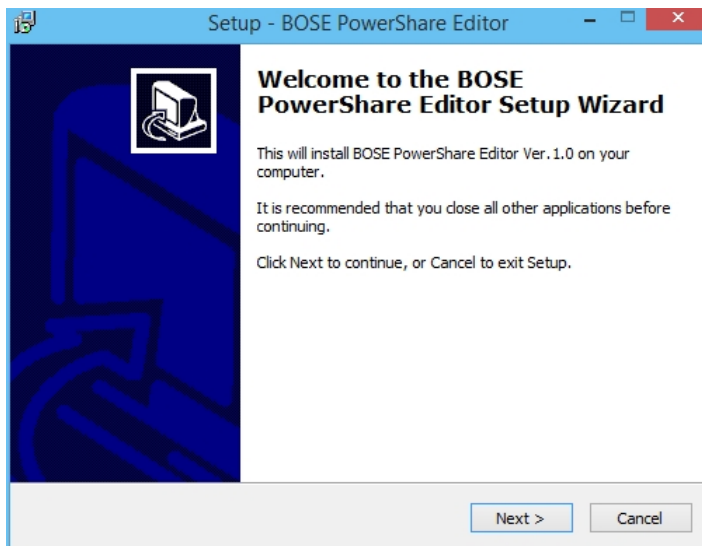 Setup - BOSE PowerShare Editor
Welcome to the BOSE
PowerShare Editor Setup Wizard
This will install BOSE PowerShare Editor Ver.1.0 on your
computer.
It is recommended that you close all other applications before
continuing.
Click Next to continue, or Cancel to exit Setup.
Next >
Cancel